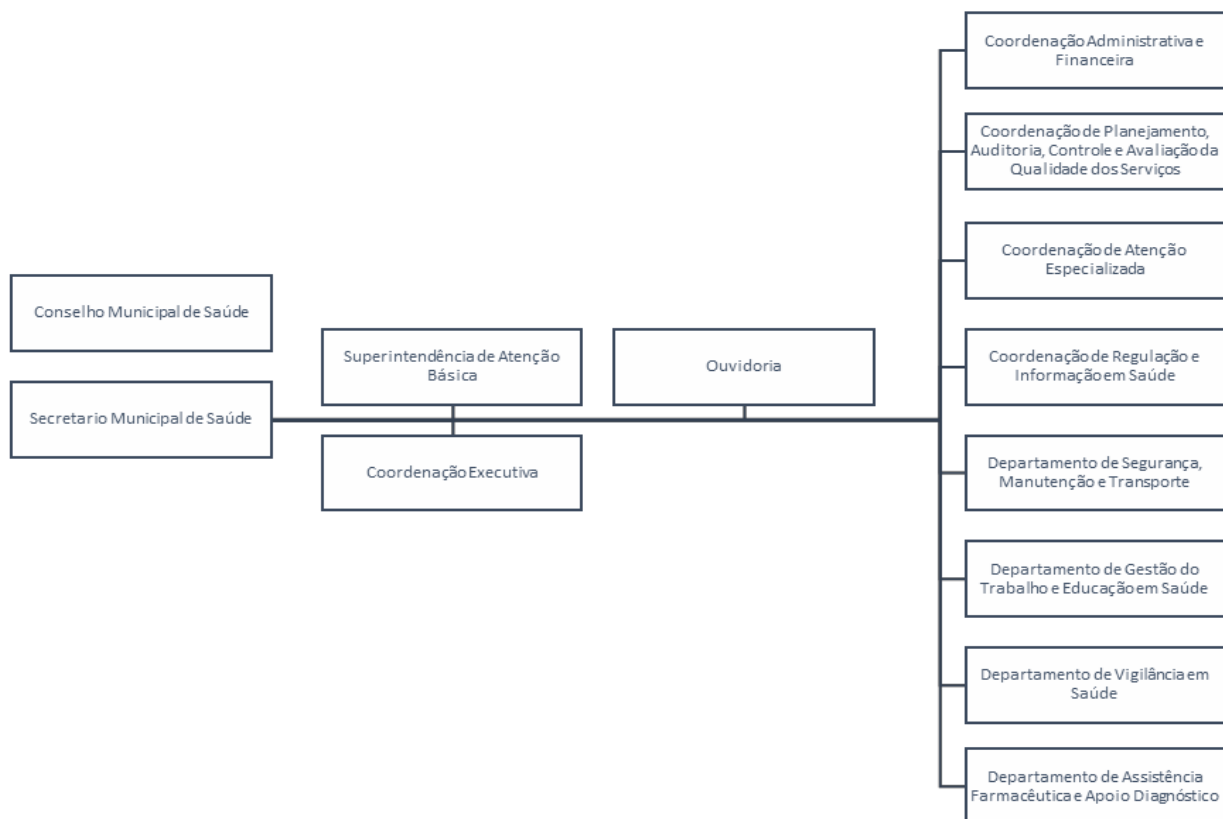 Conselho Municipal de Saúde
Secretario Municipal de Saúde
Superintendência de Atenção
Básica
Coordenação Executiva
Ouvidoria
Coordenação Administrativa e
Financeira
Coordenação de Planejamento,
Auditoria, Controle e Avaliação da
Qualidade dos Serviços
Coordenação de Atenção
Especializada
Coordenação de Regulação e
Informação em Saúde
Departamento de Segurança,
Manutenção e Transporte
Departamento de Gestão do
Trabalho e Educação em Saúde
Departamento de Vigilância em
Saúde
Departamento de Assistência
Farmacêutica e Apoio Diagnóstico